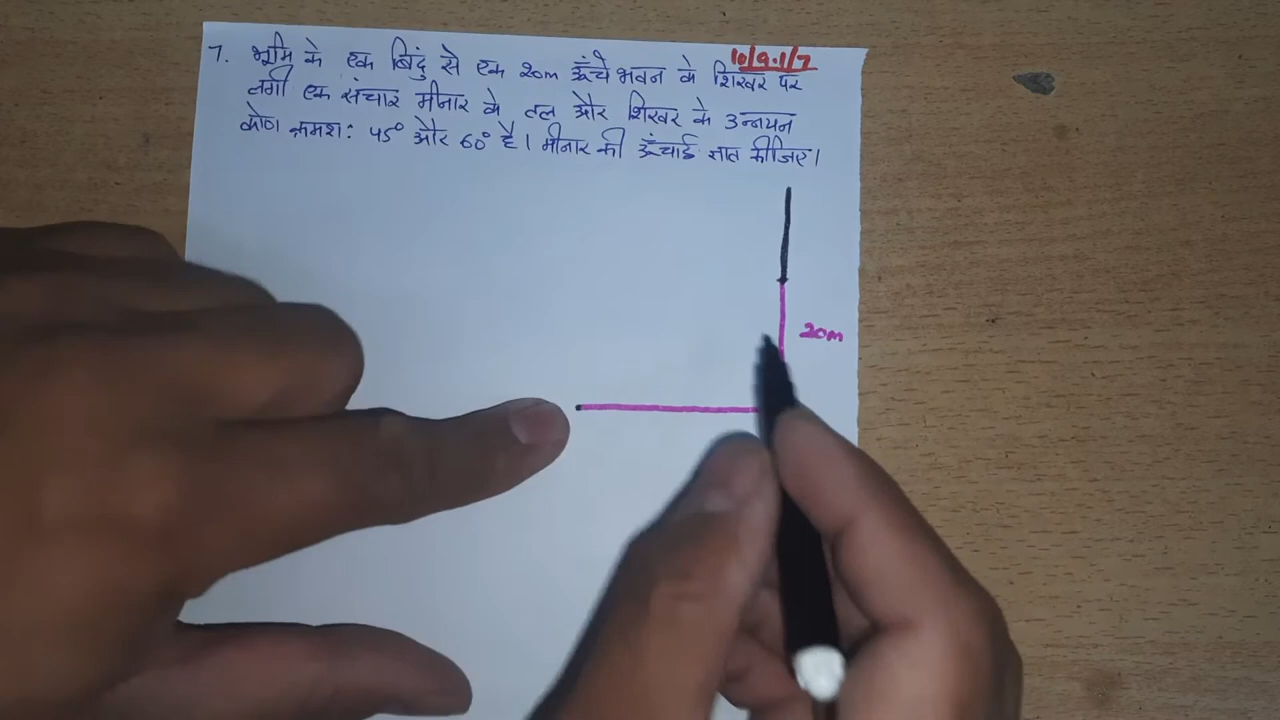 10/9.1/7
7. भूमि के एक बिंदु से एक 20m ऊँचे भवन के शिखर पर
लगी एक संचार मीनार के तल और शिखर के उन्नयन
कोण क्रमश: 45° और 60° है। मीनार की ऊँचाई ज्ञात कीजिए।
20m